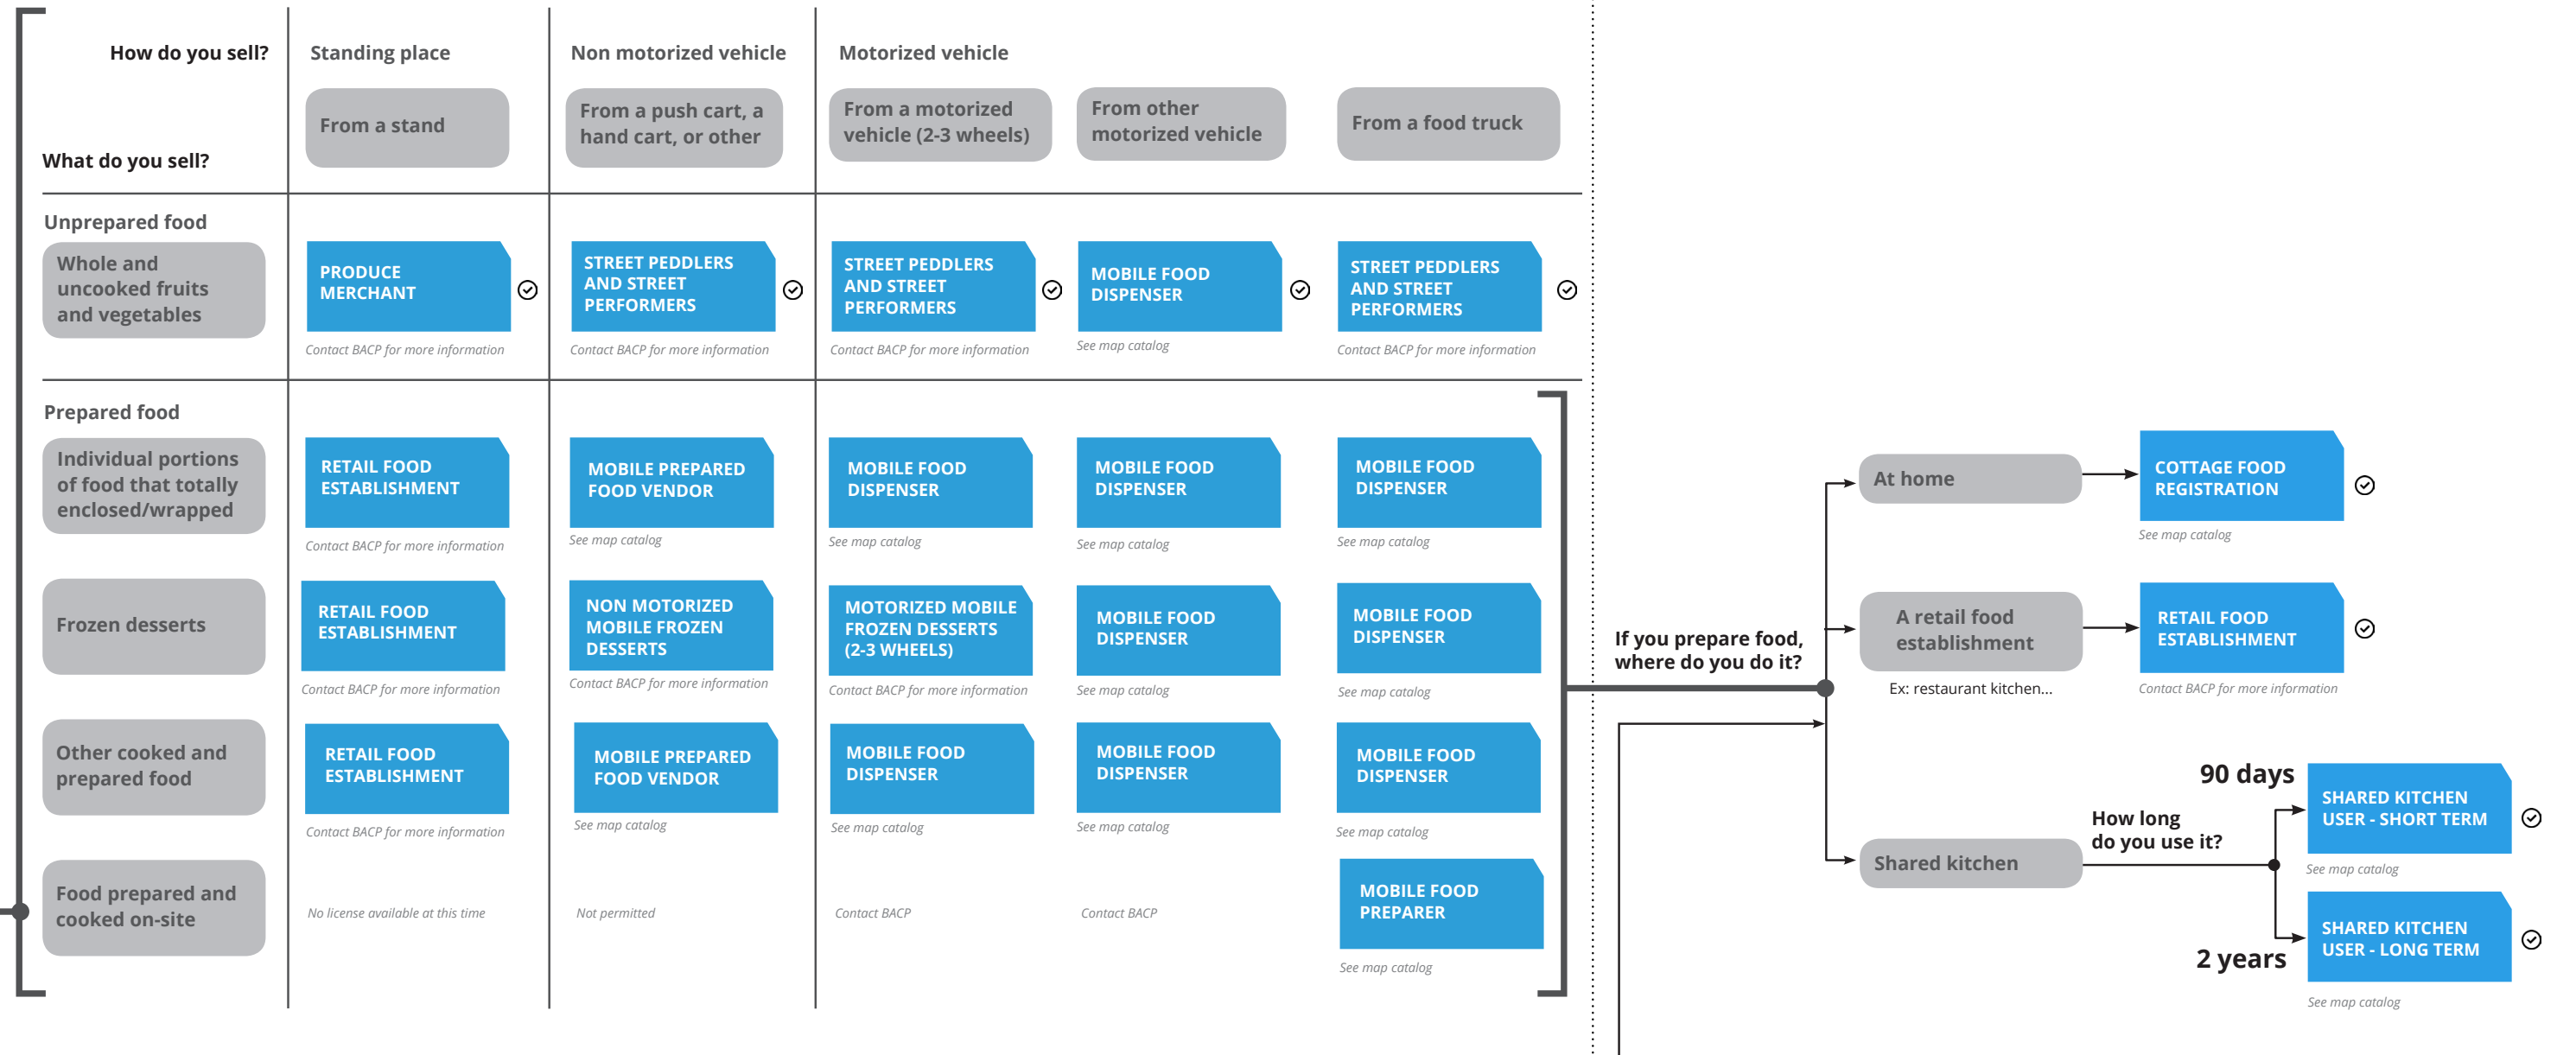 How do you sell?
Standing place
Non motorized vehicle
Motorized vehicle
From a stand
From a push cart, a
hand cart, or other
From a motorized
vehicle (2-3 wheels)
From other
motorized vehicle
From a food truck
What do you sell?
Unprepared food
Whole and
uncooked fruits
and vegetables
PRODUCE
MERCHANT
Contact BACP for more information
STREET PEDDLERS
AND STREET
PERFORMERS
Contact BACP for more information
STREET PEDDLERS
AND STREET
PERFORMERS
Contact BACP for more information
MOBILE FOOD
DISPENSER
See map catalog
STREET PEDDLERS
AND STREET
PERFORMERS
Contact BACP for more information
Prepared food
Individual portions
of food that totally
enclosed/wrapped
RETAIL FOOD
ESTABLISHMENT
Contact BACP for more information
MOBILE PREPARED
FOOD VENDOR
See map catalog
MOBILE FOOD
DISPENSER
See map catalog
MOBILE FOOD
DISPENSER
See map catalog
MOBILE FOOD
DISPENSER
See map catalog
Frozen desserts
RETAIL FOOD
ESTABLISHMENT
Contact BACP for more information
NON MOTORIZED
MOBILE FROZEN
DESSERTS
Contact BACP for more information
MOTORIZED MOBILE
FROZEN DESSERTS
(2-3 WHEELS)
Contact BACP for more information
MOBILE FOOD
DISPENSER
See map catalog
MOBILE FOOD
DISPENSER
See map catalog
Other cooked and
prepared food
RETAIL FOOD
ESTABLISHMENT
Contact BACP for more information
MOBILE PREPARED
FOOD VENDOR
See map catalog
MOBILE FOOD
DISPENSER
See map catalog
MOBILE FOOD
DISPENSER
See map catalog
MOBILE FOOD
DISPENSER
See map catalog
Food prepared and
cooked on-site
No license available at this time
Not permitted
Contact BACP
Contact BACP
MOBILE FOOD
PREPARER
See map catalog
If you prepare food,
where do you do it?
At home
COTTAGE FOOD
REGISTRATION
See map catalog
A retail food
establishment
Ex: restaurant kitchen...
RETAIL FOOD
ESTABLISHMENT
Contact BACP for more information
Shared kitchen
How long
do you use it?
90 days
SHARED KITCHEN
USER - SHORT TERM
See map catalog
2 years
SHARED KITCHEN
USER - LONG TERM
See map catalog